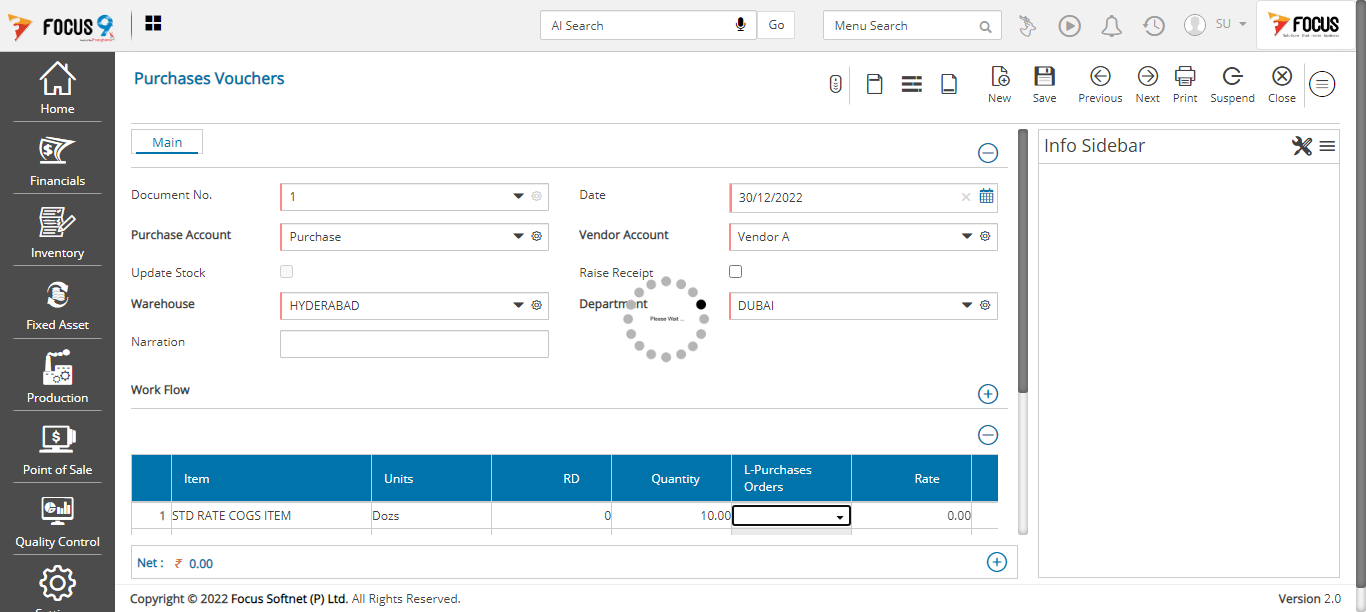 FOCUS 9
AI Search
Go
Menu Search
SU
FOCUS
Home
Financials
Inventory
Fixed Asset
Production
Point of Sale
Quality Control
Purchases Vouchers
New
Save
Previous
Next
Print
Suspend
Close
Main
Info Sidebar
Document No.
1
Date
30/12/2022
Purchase Account
Purchase
Vendor Account
Vendor A
Update Stock
Raise Receipt
Warehouse
HYDERABAD
Department
DUBAI
Please Wait ...
Narration
Work Flow
Item
Units
RD
Quantity
L-Purchases
Orders
Rate
1
STD RATE COGS ITEM
Dozs
0
10.00
0.00
Net : ₹ 0.00
Copyright © 2022 Focus Softnet (P) Ltd. All Rights Reserved.
Version 2.0